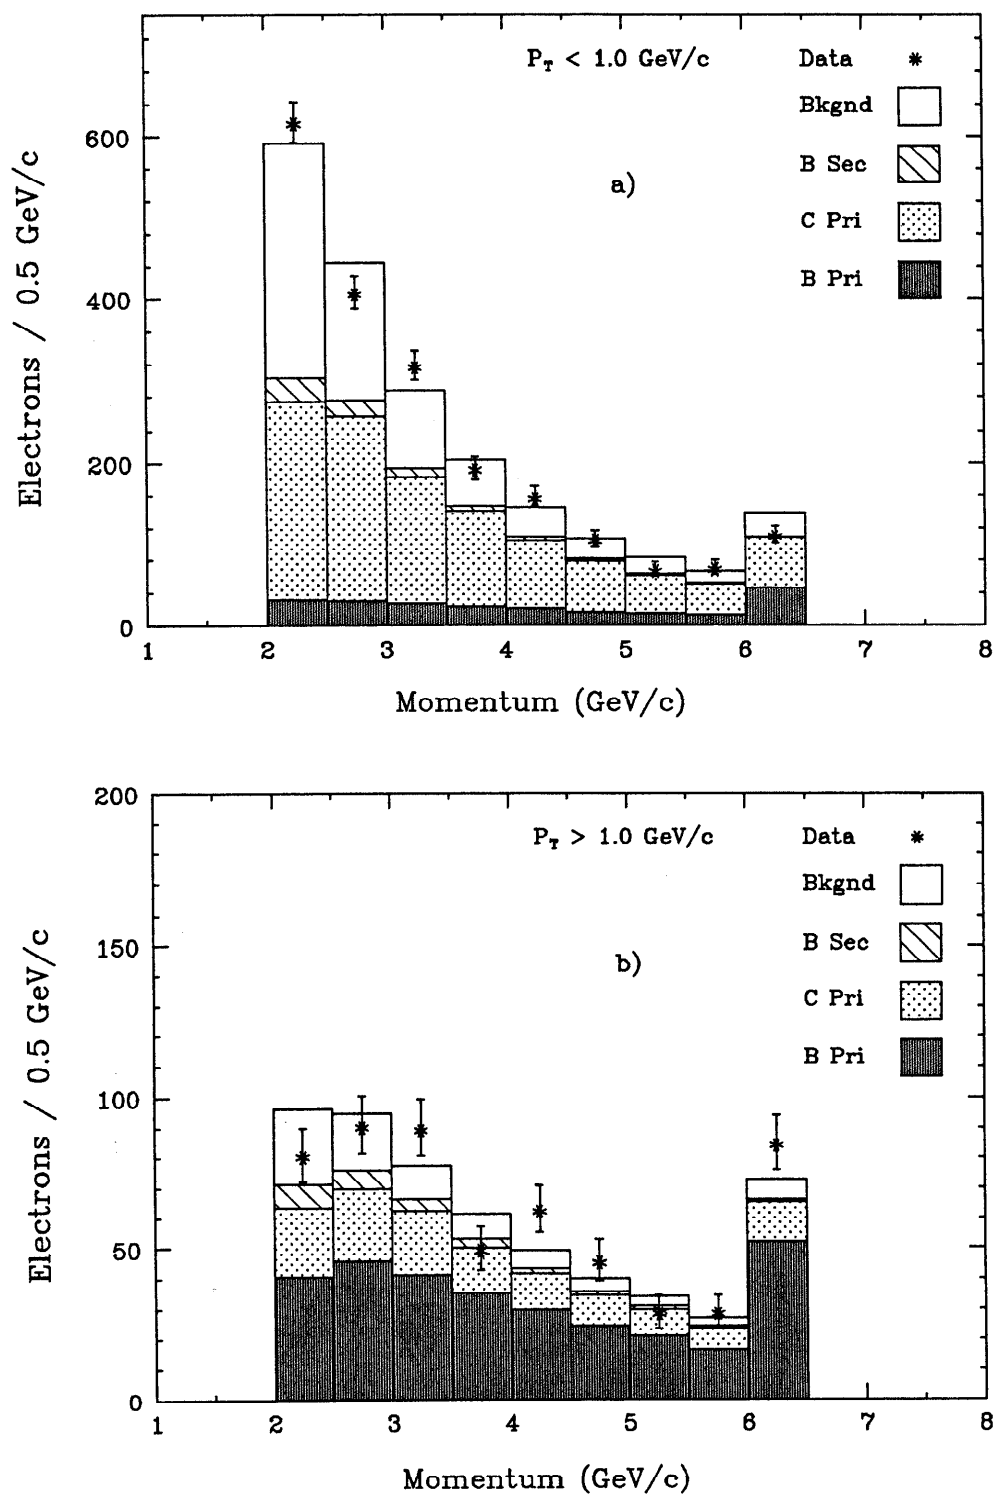 P_T < 1.0 GeV/c
Data
Bkgnd
B Sec
C Pri
B Pri
a)
600
400
200
0
Electrons / 0.5 GeV/c
1 2 3 4 5 6 7 8
Momentum (GeV/c)
P_T > 1.0 GeV/c
Data
Bkgnd
B Sec
C Pri
B Pri
b)
200
150
100
50
0
Electrons / 0.5 GeV/c
1 2 3 4 5 6 7 8
Momentum (GeV/c)